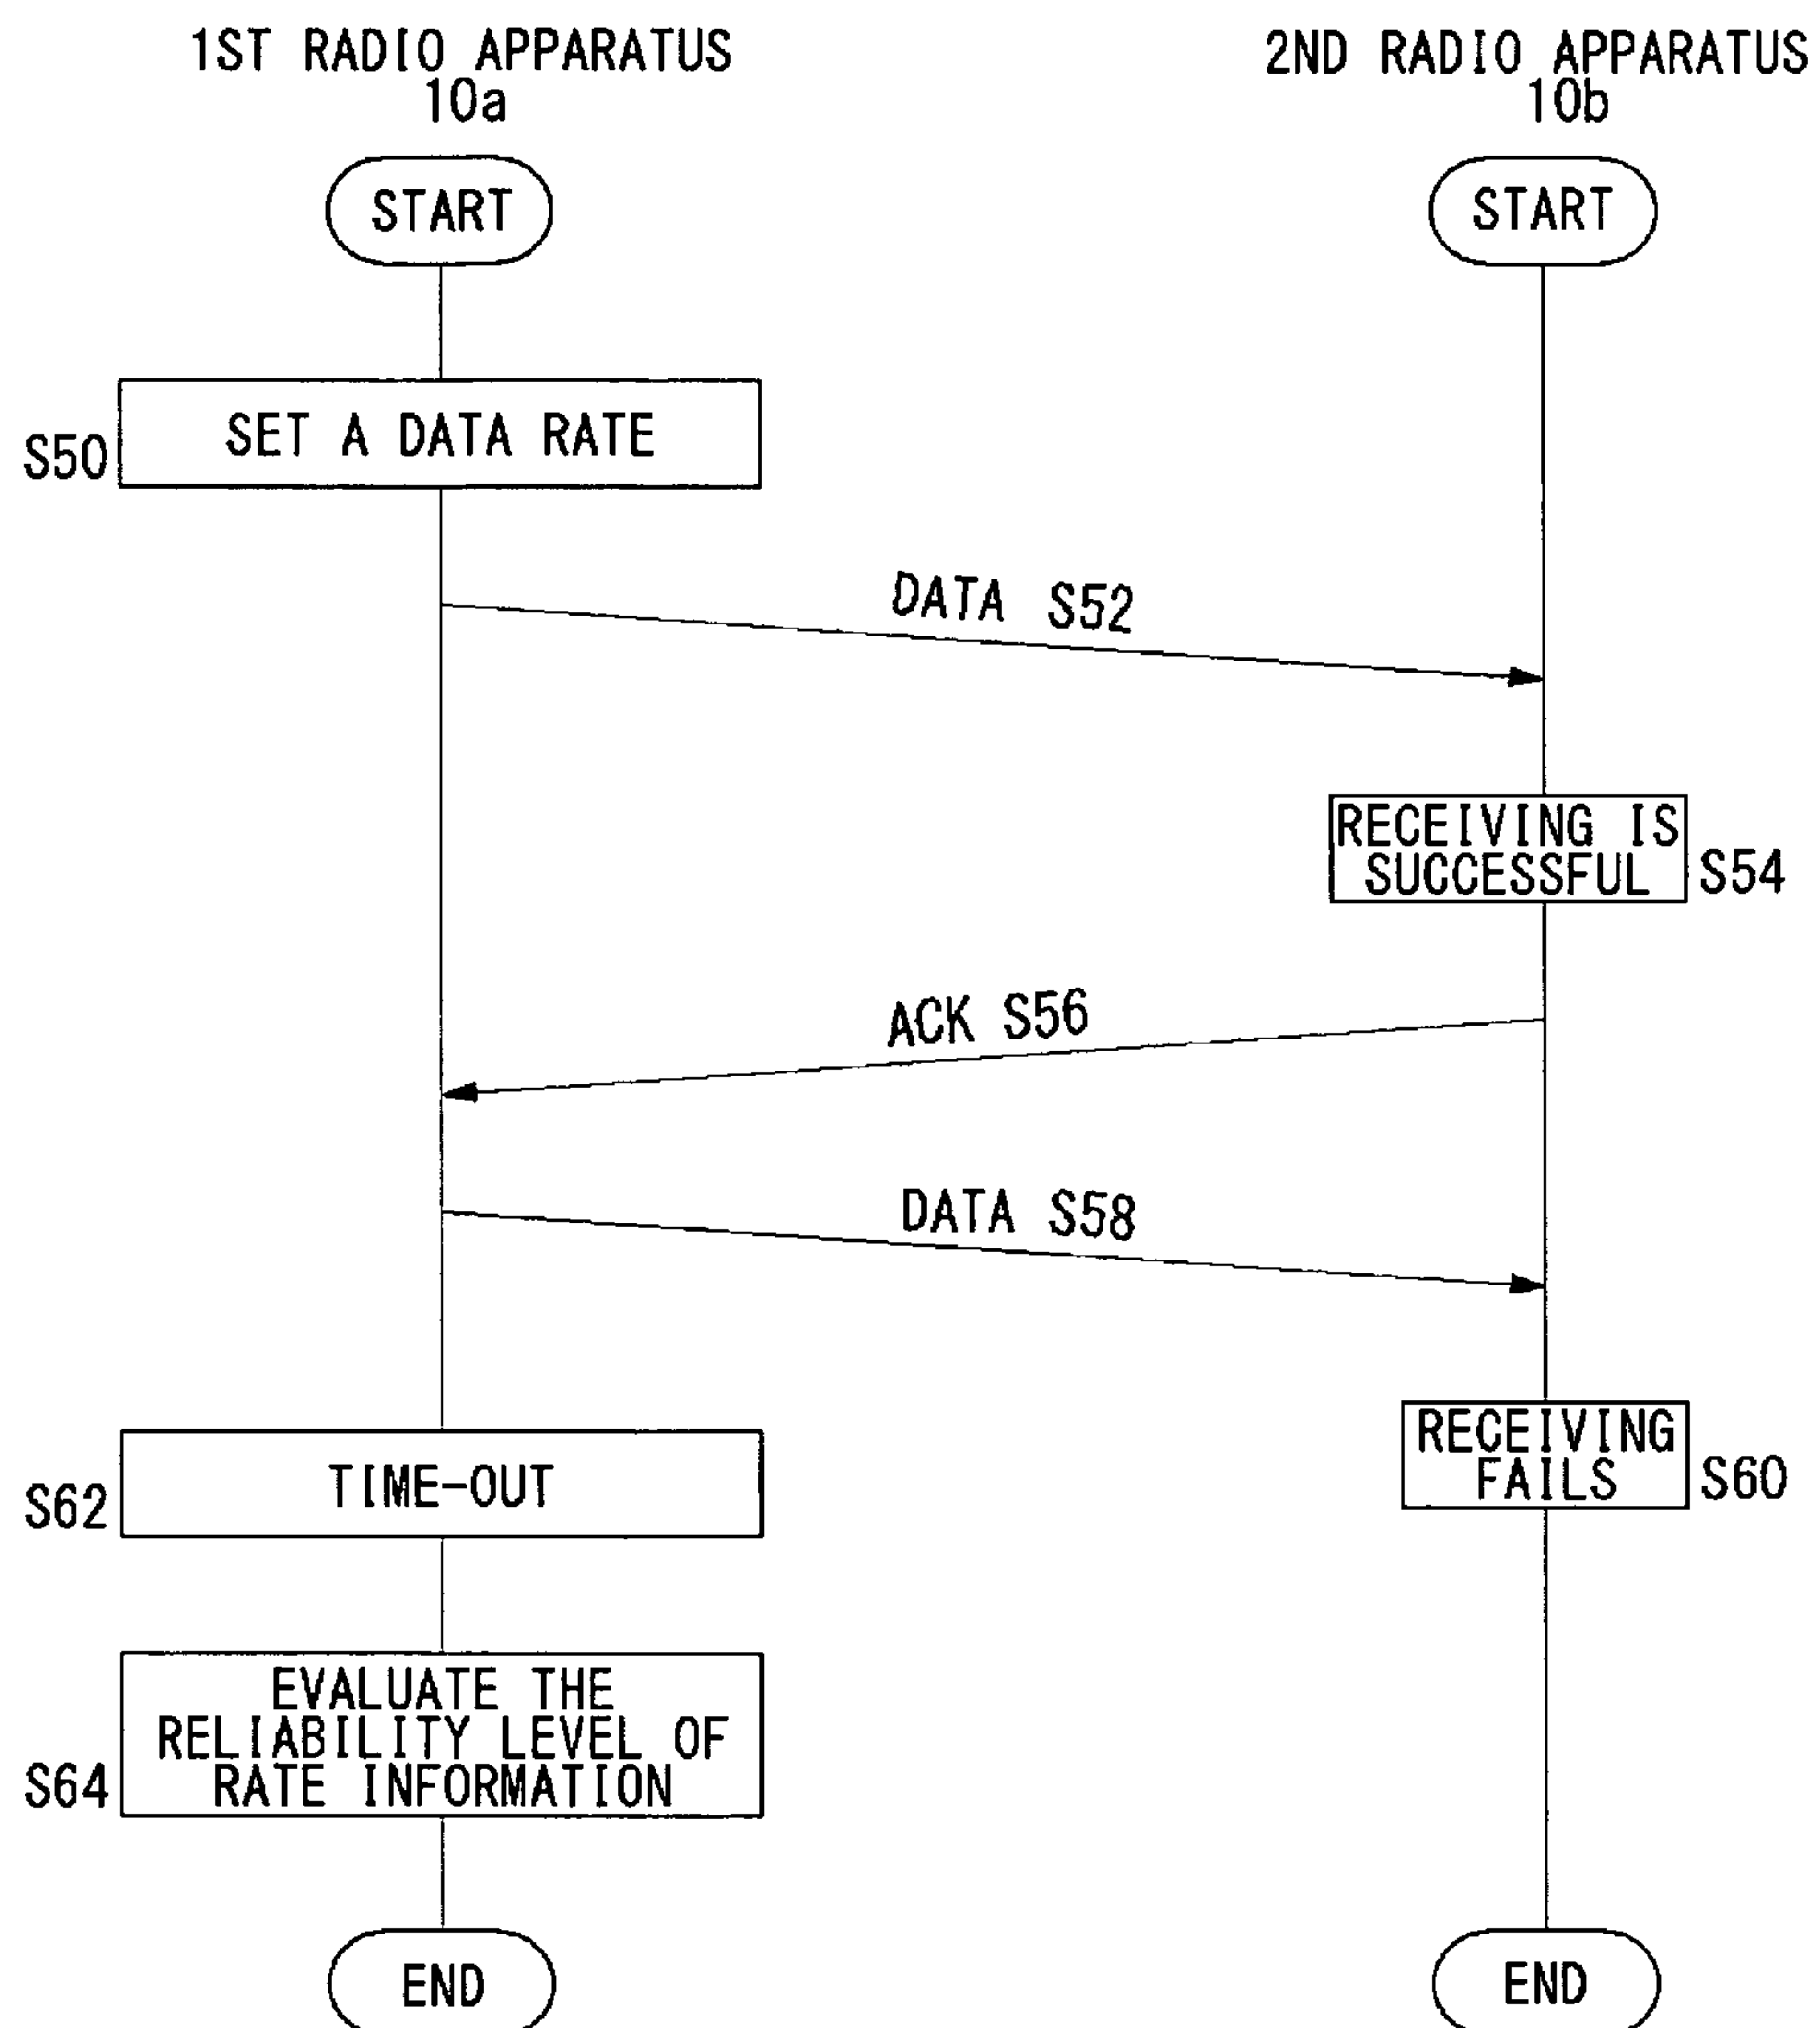 1ST RADIO APPARATUS
10a
2ND RADIO APPARATUS
10b
START
START
SET A DATA RATE
S50
DATA S52
RECEIVING IS
SUCCESSFUL
S54
ACK S56
DATA S58
RECEIVING
FAILS
S60
TIME-OUT
S62
EVALUATE THE
RELIABILITY LEVEL OF
RATE INFORMATION
S64
END
END